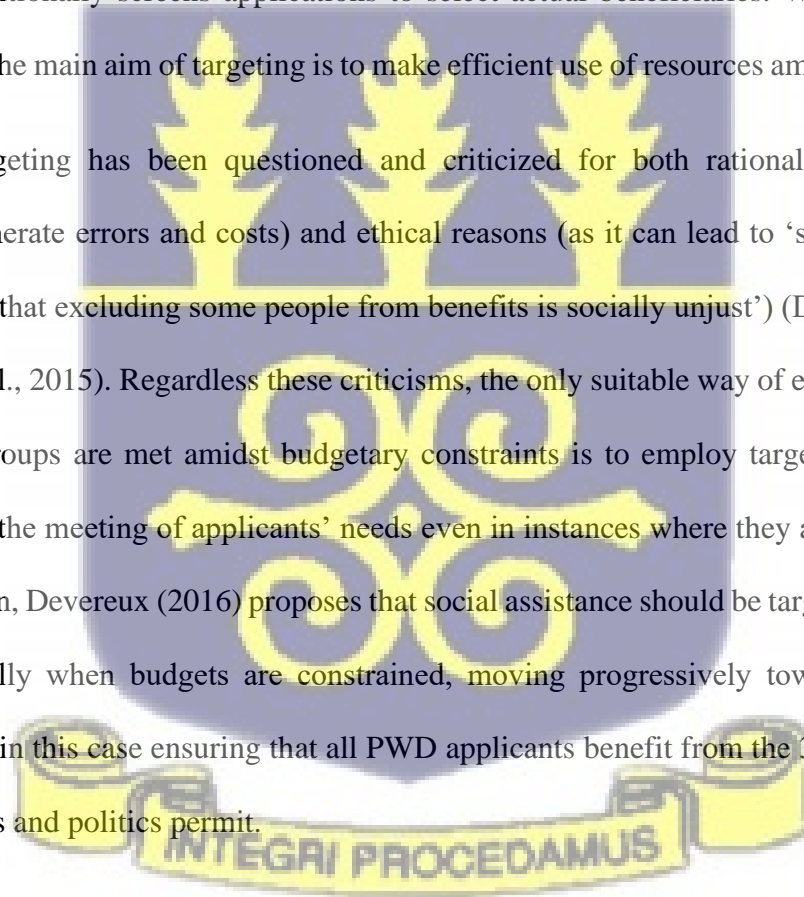 screens applications to select actual beneficiaries.
he main aim of targeting is to make efficient use of resources am
geting has been questioned and criticized for both rational
nerate errors and costs) and ethical reasons (as it can lead to ‘s
that excluding some people from benefits is socially unjust’) (D
l., 2015). Regardless these criticisms, the only suitable way of e
roups are met amidst budgetary constraints is to employ targe
the meeting of applicants’ needs even in instances where they a
n, Devereux (2016) proposes that social assistance should be targ
lly when budgets are constrained, moving progressively tow
in this case ensuring that all PWD applicants benefit from the 3
s and politics permit.
INTEGRI PROCEDAMUS